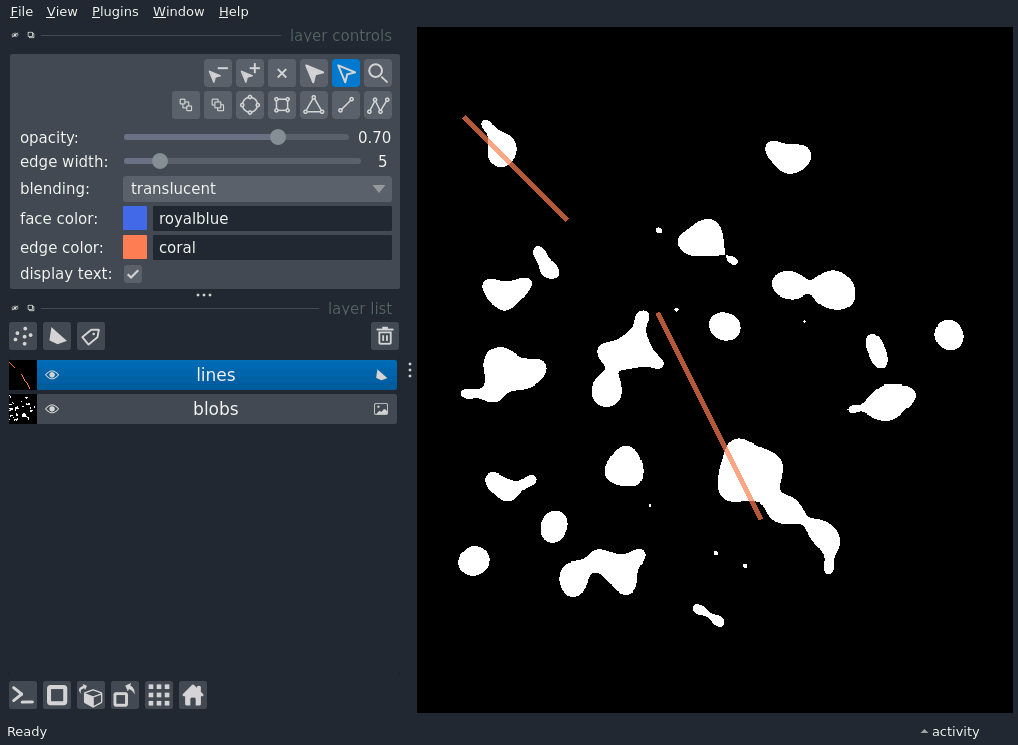 File View Plugins Window Help
layer controls
opacity: 0.70
edge width: 5
blending: translucent
face color: royalblue
edge color: coral
display text:
layer list
lines
blobs
Ready activity